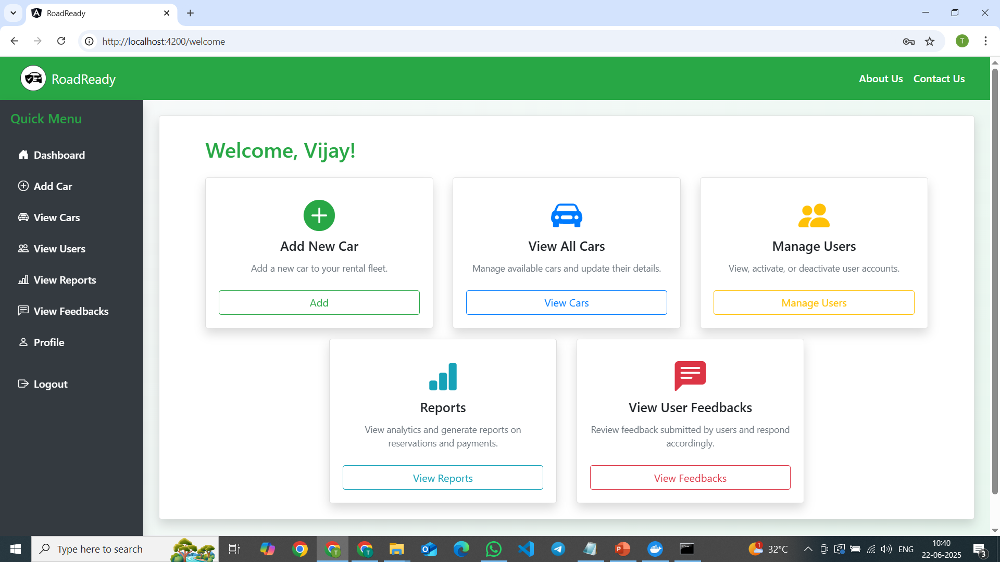 RoadReady
http://localhost:4200/welcome
T
RoadReady
About Us
Contact Us
Quick Menu
Dashboard
Add Car
View Cars
View Users
View Reports
View Feedbacks
Profile
Logout
Welcome, Vijay!
Add New Car
Add a new car to your rental fleet.
Add
View All Cars
Manage available cars and update their details.
View Cars
Manage Users
View, activate, or deactivate user accounts.
Manage Users
Reports
View analytics and generate reports on
reservations and payments.
View Reports
View User Feedbacks
Review feedback submitted by users and respond
accordingly.
View Feedbacks
Type here to search
T
T
1
32°C
ENG
10:40
22-06-2025
3